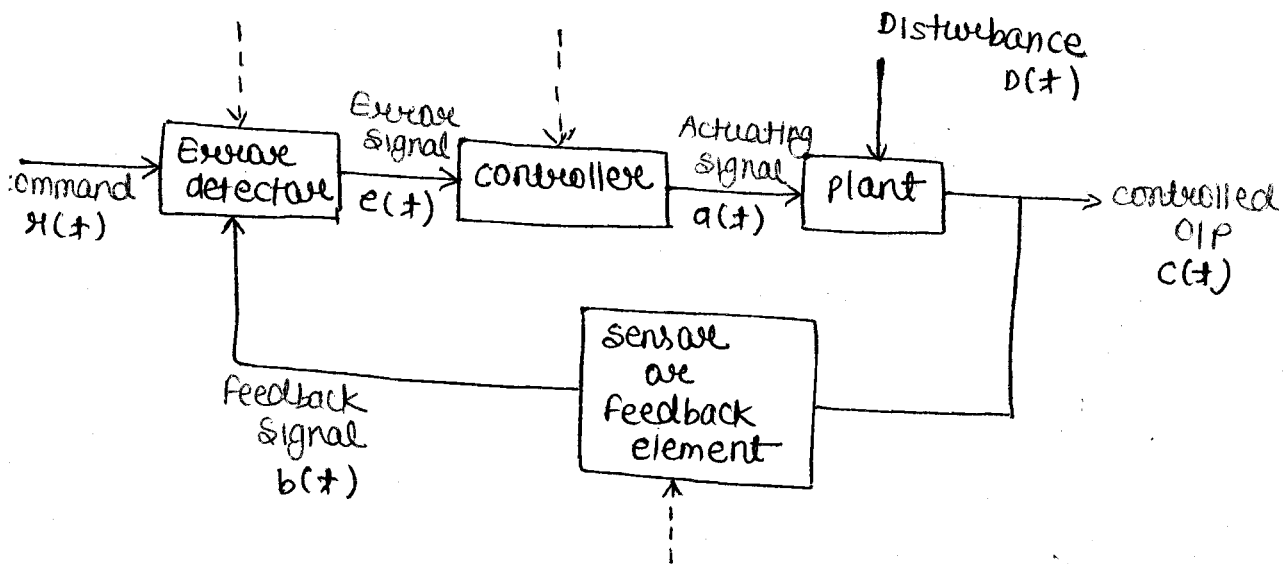 Disturbance
D(t)
Error
Signal
e(t)
Actuating
Signal
a(t)
Error
detector
controller
plant
command
r(t)
controlled
O/P
C(t)
Sensor
or
feedback
element
Feedback
Signal
b(t)